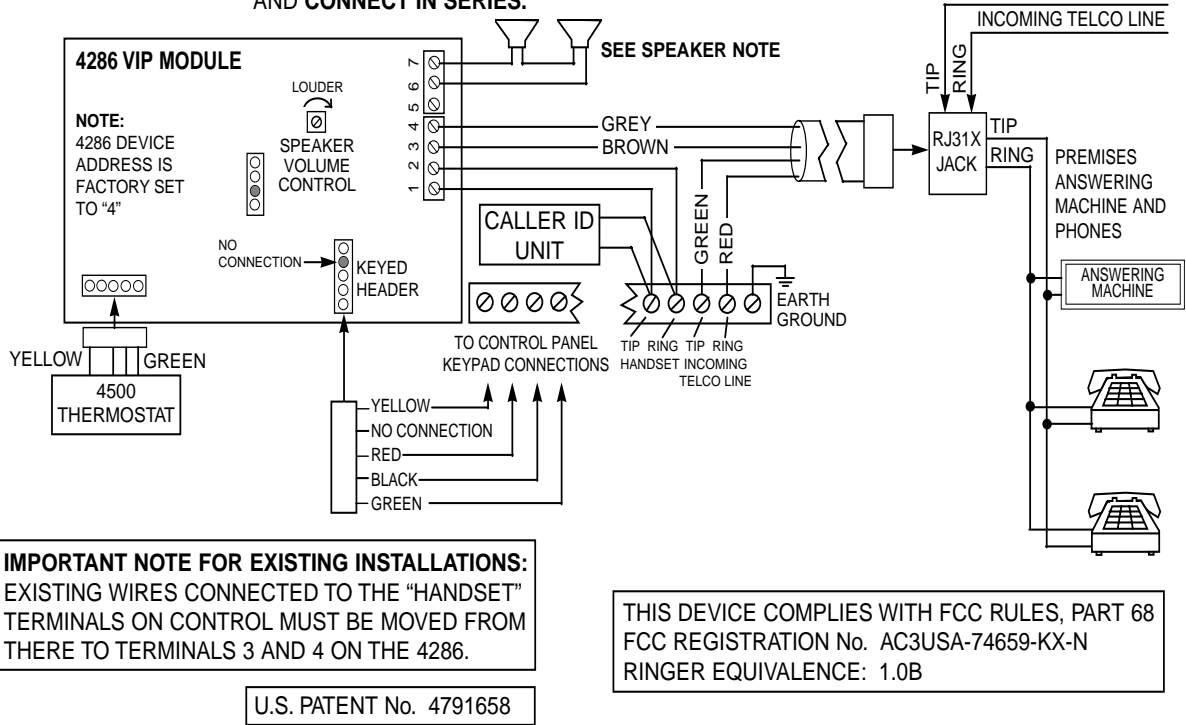 AND CONNECT IN SERIES.
INCOMING TELCO LINE
4286 VIP MODULE
SEE SPEAKER NOTE
LOUDER
SPEAKER
VOLUME
CONTROL
NOTE:
4286 DEVICE
ADDRESS IS
FACTORY SET
TO “4”
7
6
5
4
3
2
1
GREY
BROWN
GREEN
RED
TIP
RING
RJ31X
JACK
TIP
RING
PREMISES
ANSWERING
MACHINE AND
PHONES
ANSWERING
MACHINE
CALLER ID
UNIT
NO
CONNECTION
KEYED
HEADER
EARTH
GROUND
TIP RING TIP RING
HANDSET INCOMING
TELCO LINE
TO CONTROL PANEL
KEYPAD CONNECTIONS
YELLOW
GREEN
4500
THERMOSTAT
YELLOW
NO CONNECTION
RED
BLACK
GREEN
IMPORTANT NOTE FOR EXISTING INSTALLATIONS:
EXISTING WIRES CONNECTED TO THE “HANDSET”
TERMINALS ON CONTROL MUST BE MOVED FROM
THERE TO TERMINALS 3 AND 4 ON THE 4286.
U.S. PATENT No. 4791658
THIS DEVICE COMPLIES WITH FCC RULES, PART 68
FCC REGISTRATION No. AC3USA-74659-KX-N
RINGER EQUIVALENCE: 1.0B